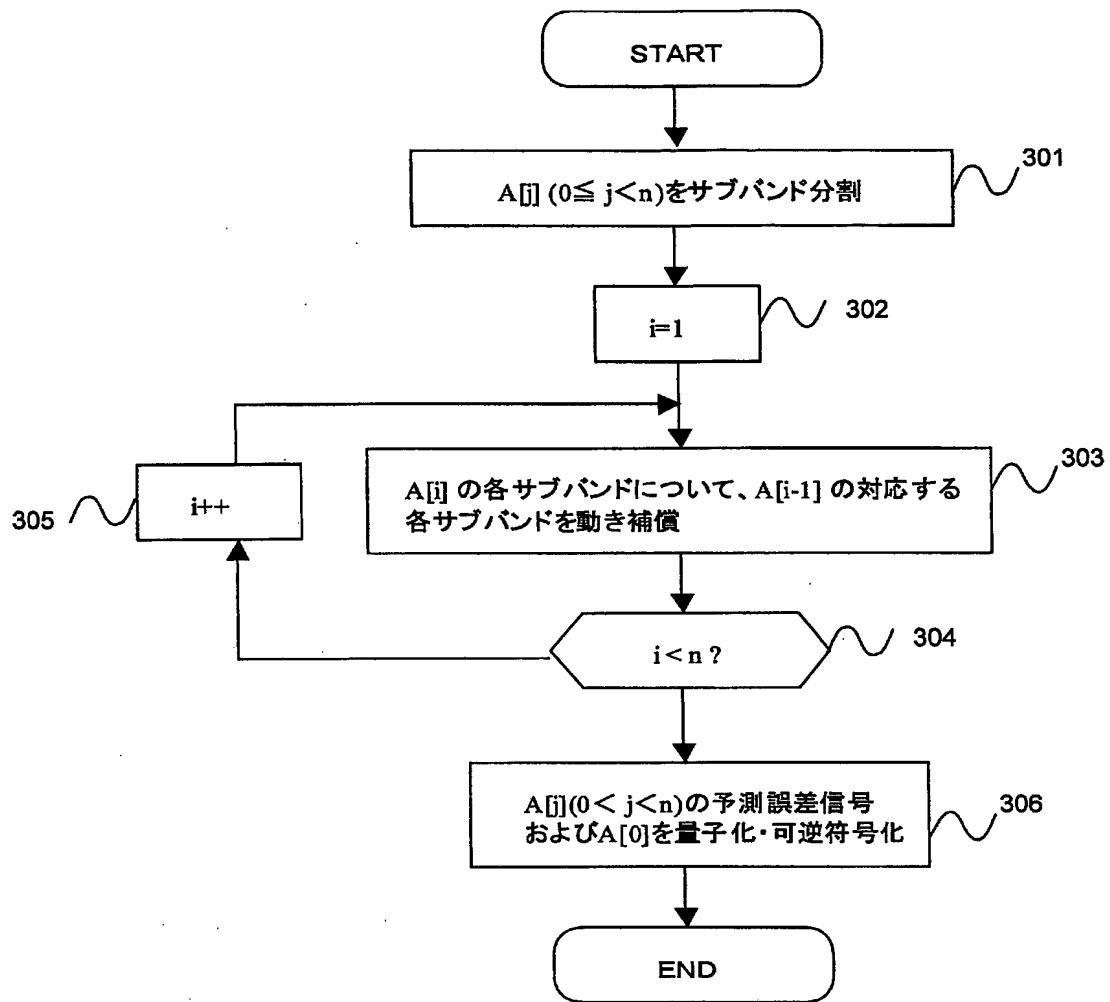 START
A[j] (0≦ j＜n)をサブバンド分割
301
i=1
302
A[i] の各サブバンドについて、A[i-1] の対応する
各サブバンドを動き補償
303
i++
305
i < n ?
304
A[j](0＜ j＜n)の予測誤差信号
およびA[0]を量子化・可逆符号化
306
END